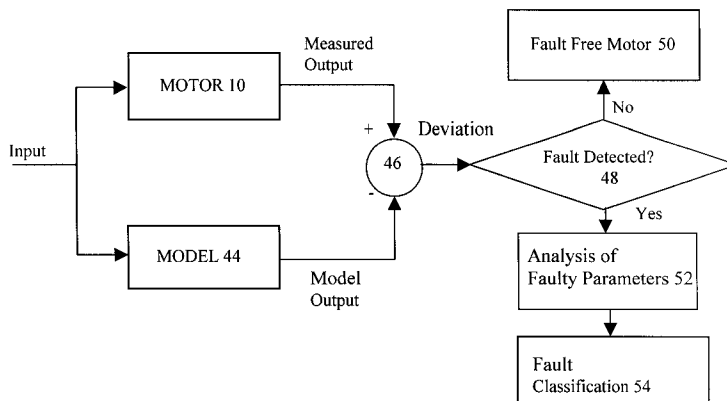 Measured
Output
Fault Free Motor 50
MOTOR 10
No
+
Deviation
Input
46
Fault Detected?
48
-
Yes
MODEL 44
Model
Output
Analysis of
Faulty Parameters 52
Fault
Classification 54